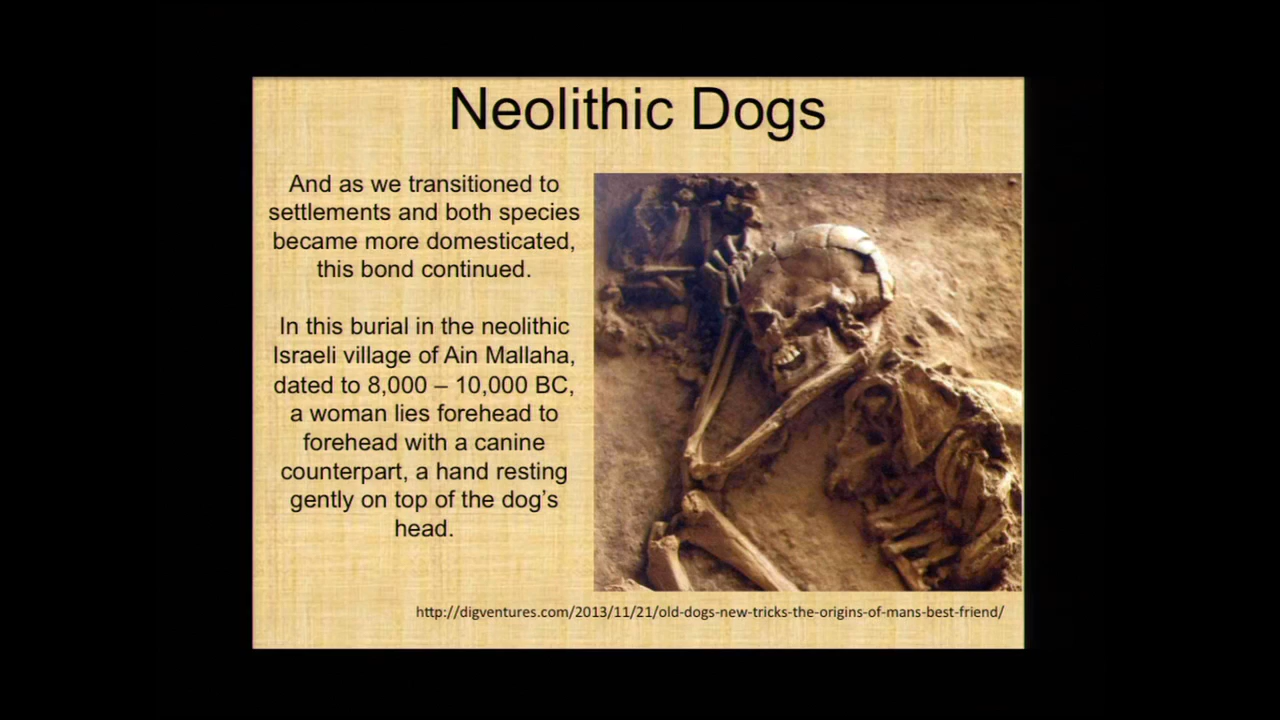 Neolithic Dogs
And as we transitioned to
settlements and both species
became more domesticated,
this bond continued.
In this burial in the neolithic
Israeli village of Ain Mallaha,
dated to 8,000 – 10,000 BC,
a woman lies forehead to
forehead with a canine
counterpart, a hand resting
gently on top of the dog’s
head.
http://digventures.com/2013/11/21/old-dogs-new-tricks-the-origins-of-mans-best-friend/